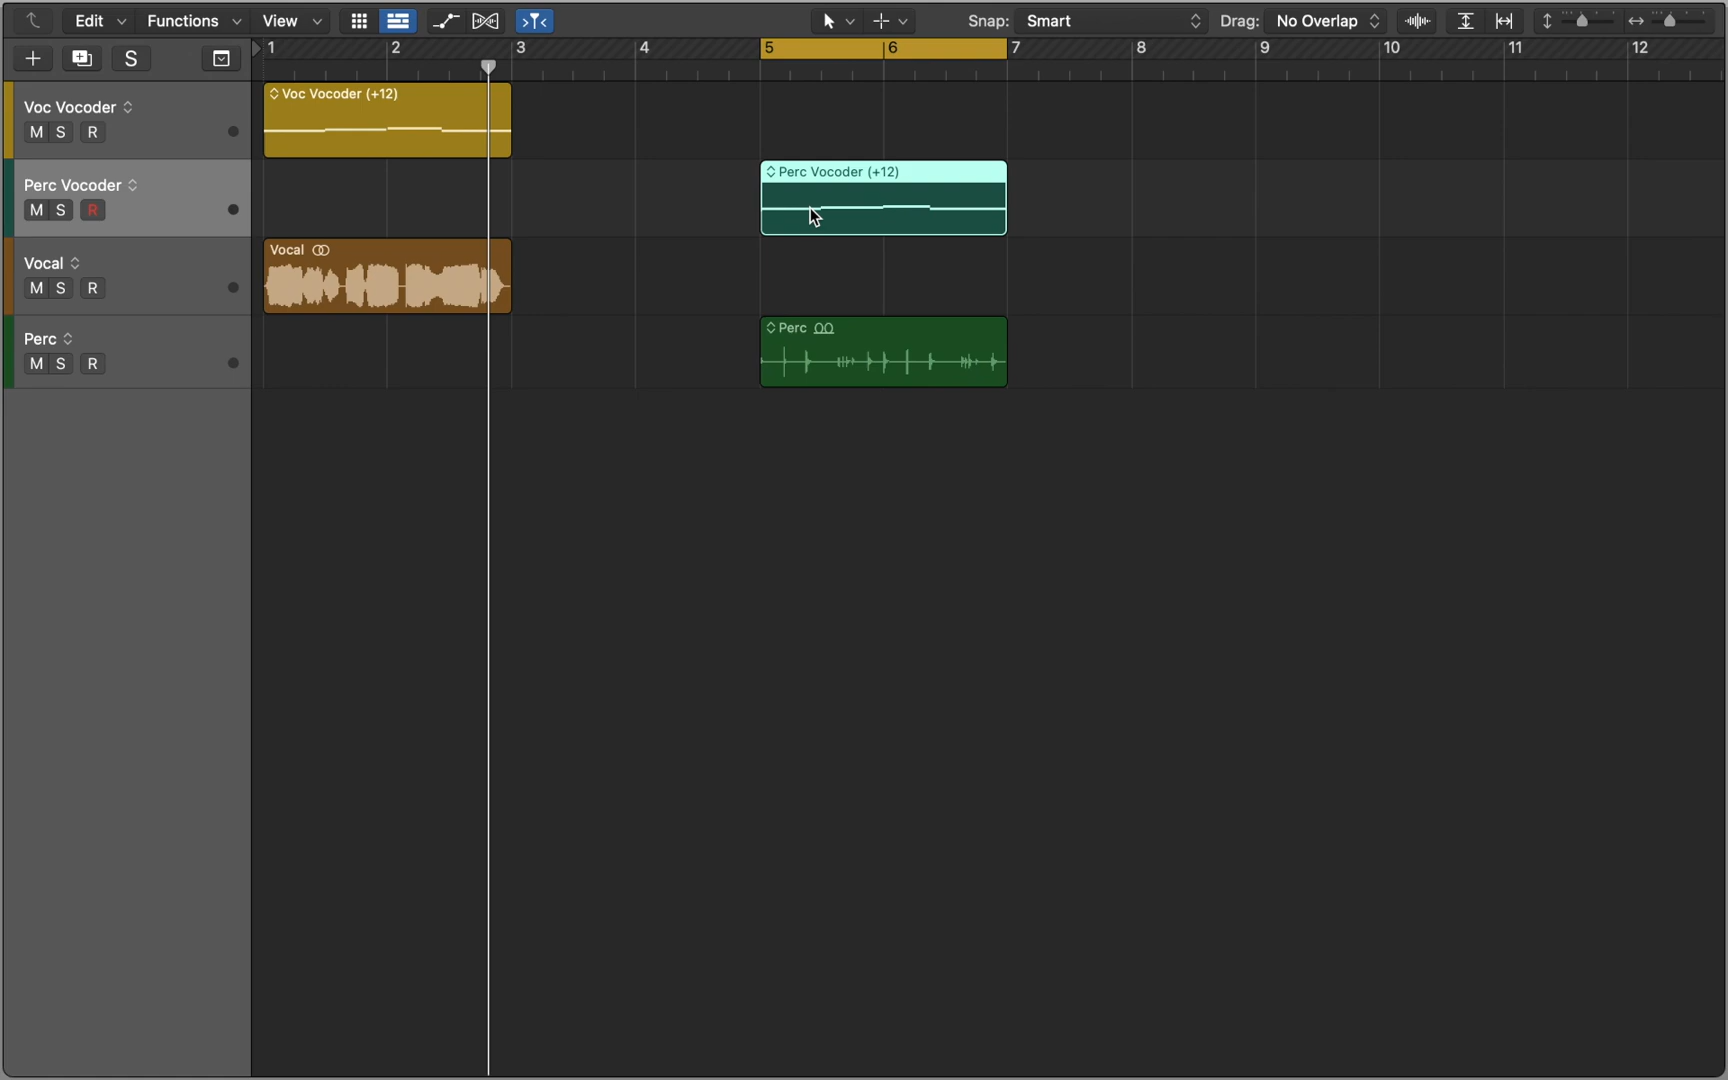 Edit Functions View Snap: Smart Drag: No Overlap
S 1 2 3 4 5 6 7 8 9 10 11 12
Voc Vocoder
M S R
Voc Vocoder (+12)
Perc Vocoder
M S R
Perc Vocoder (+12)
Vocal
M S R
Vocal
Perc
M S R
Perc